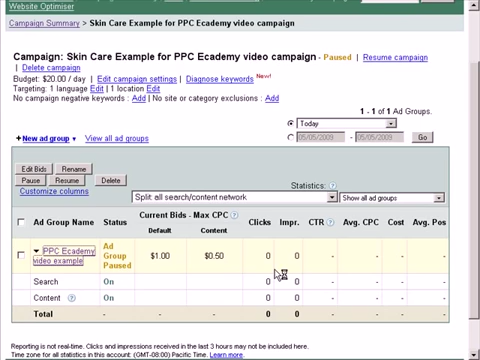 Website Optimiser
Campaign Summary > Skin Care Example for PPC Ecademy video campaign
Campaign: Skin Care Example for PPC Ecademy video campaign - Paused | Resume campaign
| Delete campaign
Budget: $20.00 / day | Edit campaign settings | Diagnose keywords New!
Targeting: 1 language Edit | 1 location Edit
No campaign negative keywords : Add | No site or category exclusions : Add
1 - 1 of 1 Ad Groups.
Today
+ New ad group ▾ | View all ad groups
05/05/2009 - 05/05/2009 Go
Edit Bids Rename
Pause Resume Delete
Customize columns
Statistics: ?
Split: all search/content network Show all ad groups
Ad Group Name Status Current Bids - Max CPC ? Clicks Impr. CTR ? Avg. CPC Cost Avg. Pos
Default Content
PPC Ecademy video example Ad Group Paused $1.00 $0.50 0 0 - - - -
Search On 0 0 - - - -
Content ? On 0 0 - - - -
Total 0 0 - - - -
Reporting is not real-time. Clicks and impressions received in the last 3 hours may not be included here.
Time zone for all statistics in this account: (GMT-08:00) Pacific Time. Learn more.